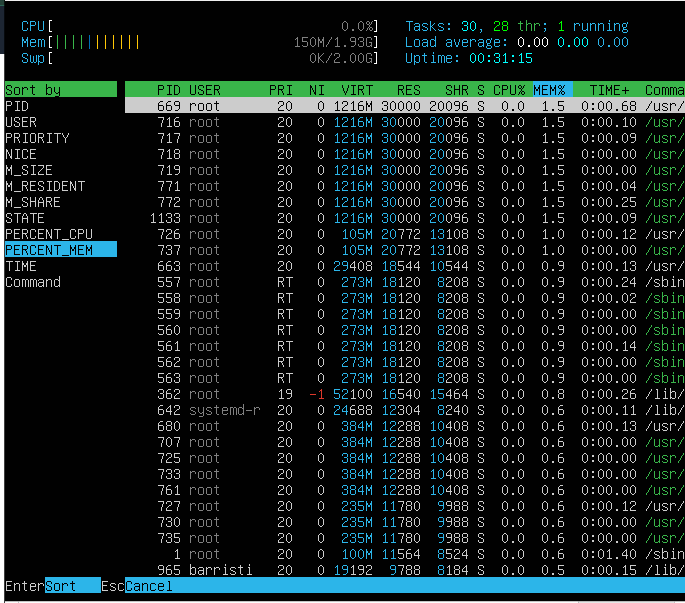 CPU[ 0.0%] Tasks: 30, 28 thr; 1 running
Mem[||||||||||| 150M/1.93G] Load average: 0.00 0.00 0.00
Swp[ 0K/2.00G] Uptime: 00:31:15
Sort by PID USER PRI NI VIRT RES SHR S CPU% MEM% TIME+ Comma
PID 669 root 20 0 1216M 30000 20096 S 0.0 1.5 0:00.68 /usr/
USER 716 root 20 0 1216M 30000 20096 S 0.0 1.5 0:00.10 /usr/
PRIORITY 717 root 20 0 1216M 30000 20096 S 0.0 1.5 0:00.09 /usr/
NICE 718 root 20 0 1216M 30000 20096 S 0.0 1.5 0:00.00 /usr/
M_SIZE 719 root 20 0 1216M 30000 20096 S 0.0 1.5 0:00.00 /usr/
M_RESIDENT 771 root 20 0 1216M 30000 20096 S 0.0 1.5 0:00.04 /usr/
M_SHARE 772 root 20 0 1216M 30000 20096 S 0.0 1.5 0:00.25 /usr/
STATE 1133 root 20 0 1216M 30000 20096 S 0.0 1.5 0:00.09 /usr/
PERCENT_CPU 726 root 20 0 105M 20772 13108 S 0.0 1.0 0:00.12 /usr/
PERCENT_MEM 737 root 20 0 105M 20772 13108 S 0.0 1.0 0:00.00 /usr/
TIME 663 root 20 0 29408 18544 10544 S 0.0 0.9 0:00.13 /usr/
Command 557 root RT 0 273M 18120 8208 S 0.0 0.9 0:00.24 /sbin
558 root RT 0 273M 18120 8208 S 0.0 0.9 0:00.02 /sbin
559 root RT 0 273M 18120 8208 S 0.0 0.9 0:00.00 /sbin
560 root RT 0 273M 18120 8208 S 0.0 0.9 0:00.00 /sbin
561 root RT 0 273M 18120 8208 S 0.0 0.9 0:00.14 /sbin
562 root RT 0 273M 18120 8208 S 0.0 0.9 0:00.00 /sbin
563 root RT 0 273M 18120 8208 S 0.0 0.9 0:00.00 /sbin
362 root 19 -1 52100 16540 15464 S 0.0 0.8 0:00.26 /lib/
642 systemd-r 20 0 24688 12304 8240 S 0.0 0.6 0:00.11 /lib/
680 root 20 0 384M 12288 10408 S 0.0 0.6 0:00.13 /usr/
707 root 20 0 384M 12288 10408 S 0.0 0.6 0:00.00 /usr/
725 root 20 0 384M 12288 10408 S 0.0 0.6 0:00.00 /usr/
733 root 20 0 384M 12288 10408 S 0.0 0.6 0:00.00 /usr/
761 root 20 0 384M 12288 10408 S 0.0 0.6 0:00.00 /usr/
727 root 20 0 235M 11780 9988 S 0.0 0.6 0:00.12 /usr/
730 root 20 0 235M 11780 9988 S 0.0 0.6 0:00.00 /usr/
735 root 20 0 235M 11780 9988 S 0.0 0.6 0:00.00 /usr/
1 root 20 0 100M 11564 8524 S 0.0 0.6 0:01.40 /sbin
965 barristi 20 0 19192 9788 8184 S 0.0 0.5 0:00.15 /lib/
EnterSort EscCancel